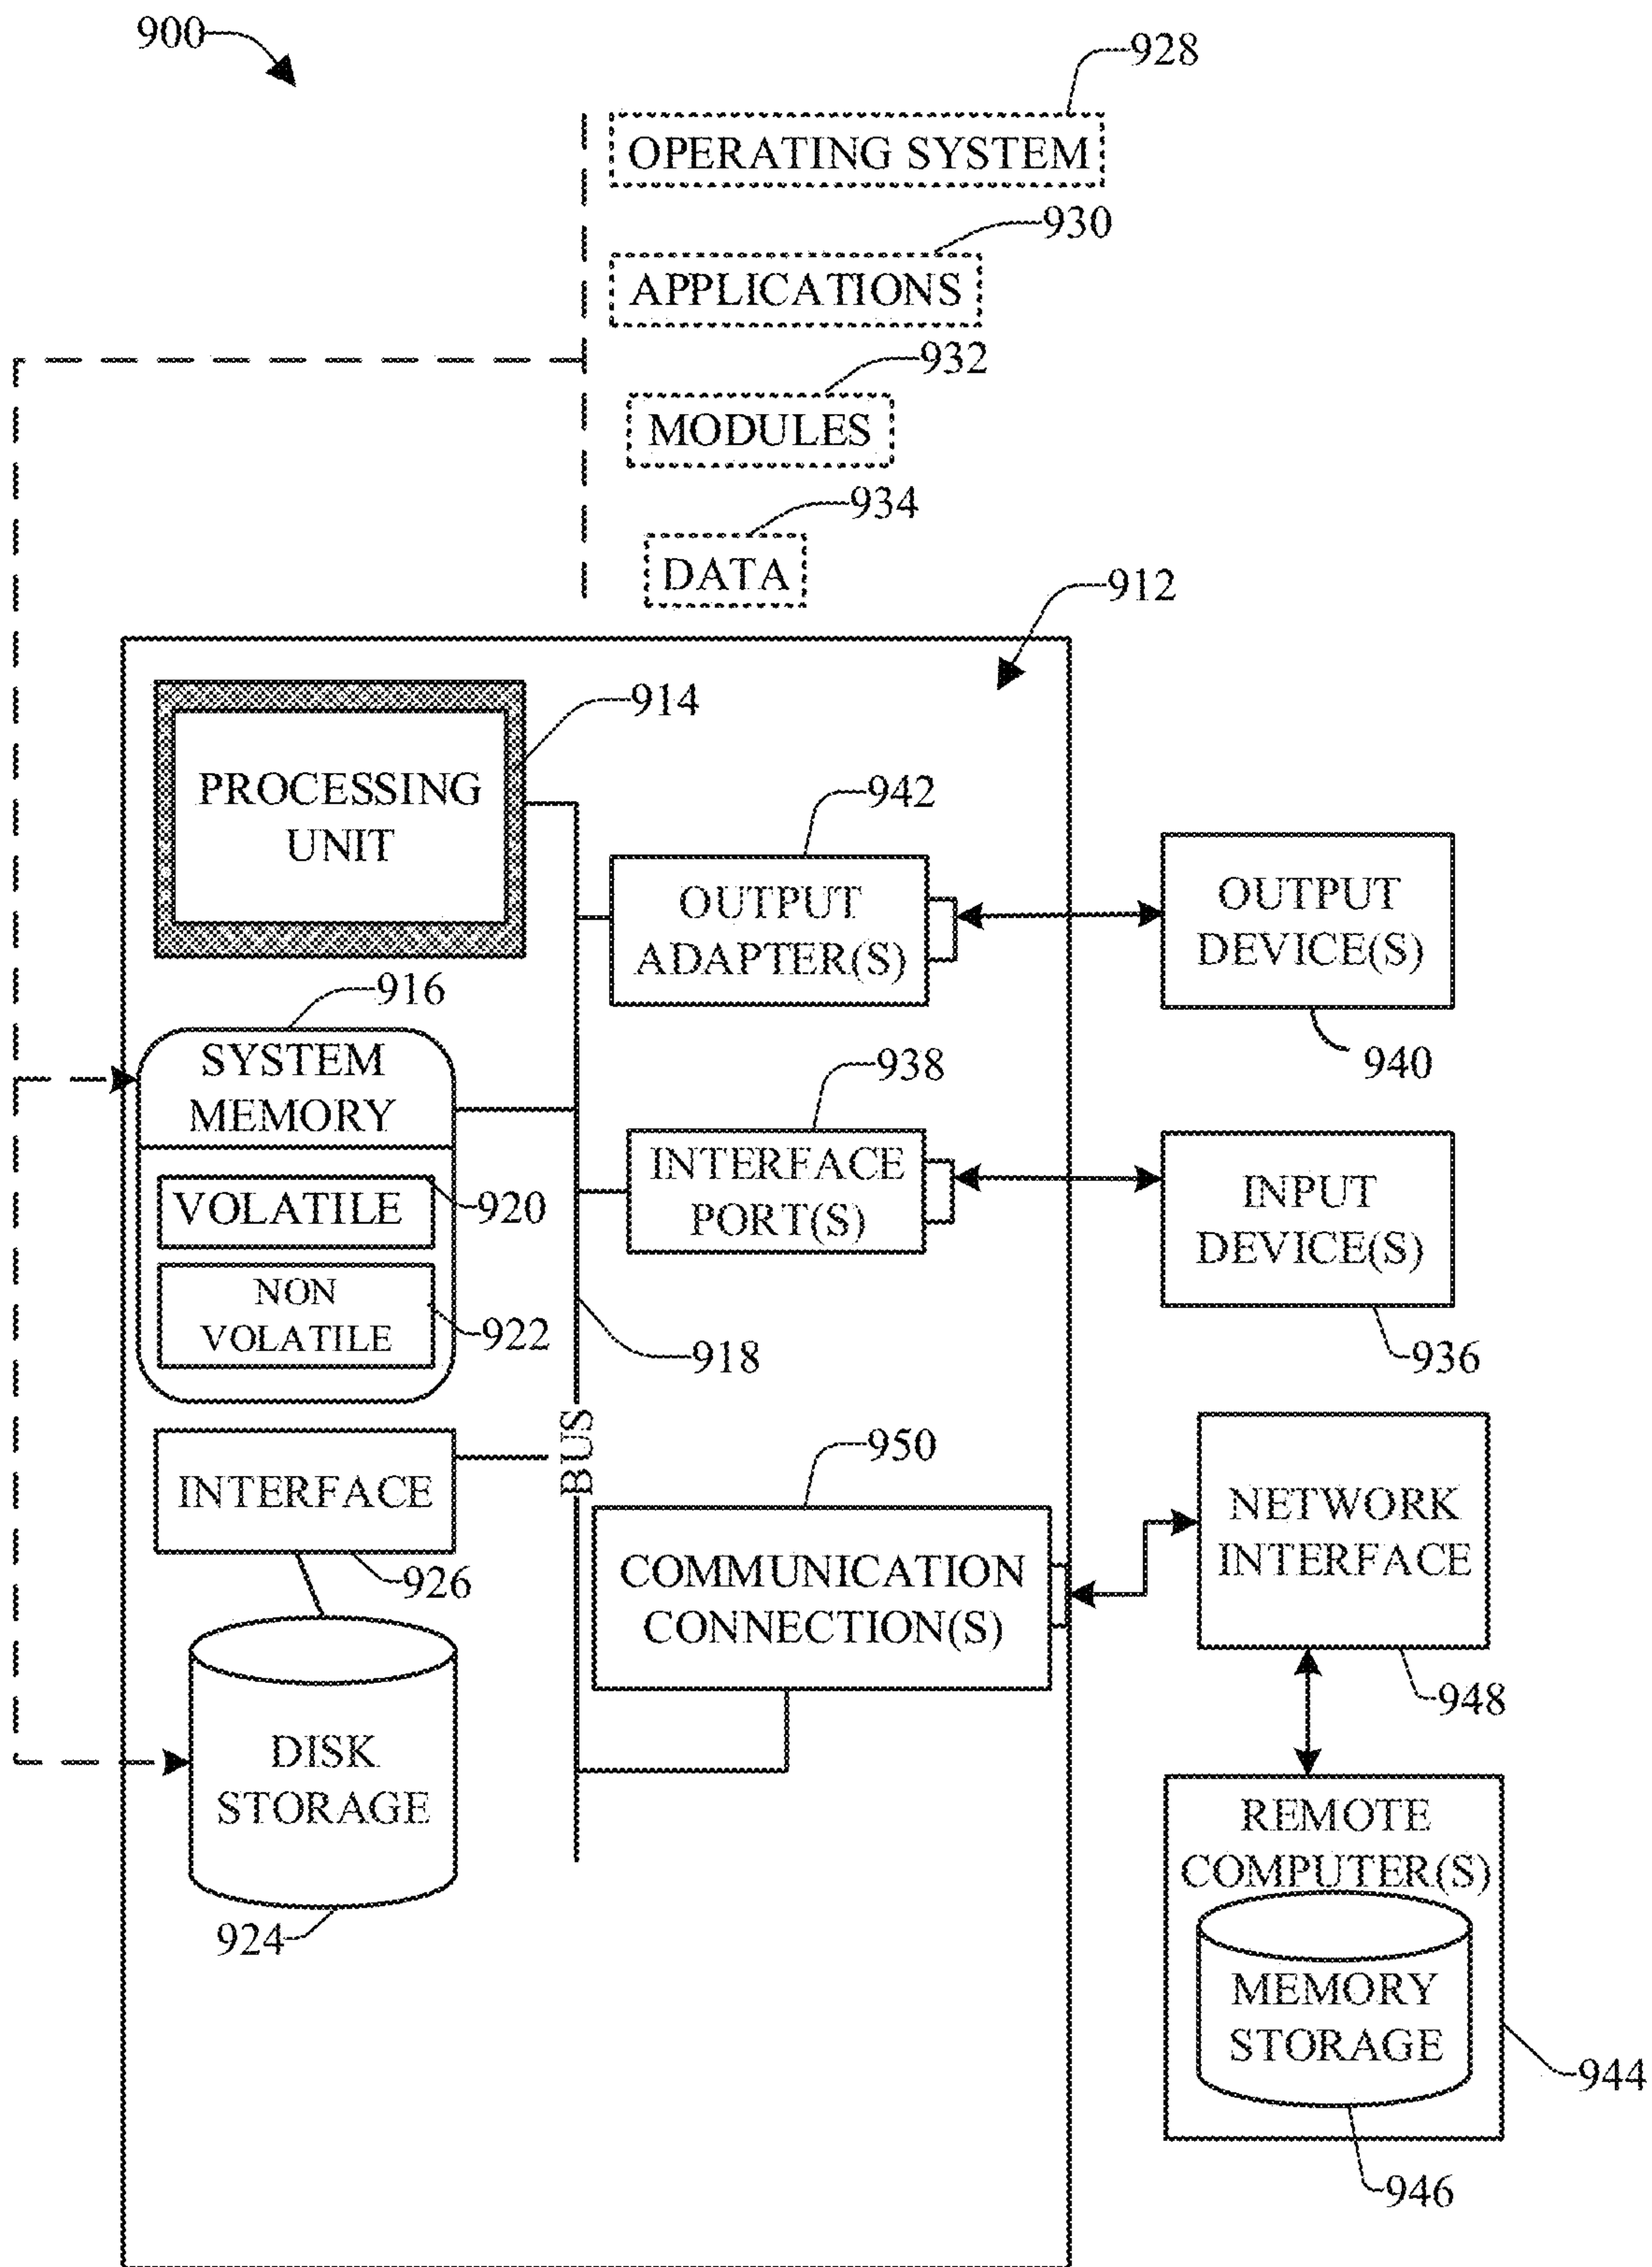 900
928
OPERATING SYSTEM
930
APPLICATIONS
932
MODULES
934
DATA
912
914
PROCESSING
UNIT
942
OUTPUT
ADAPTER(S)
OUTPUT
DEVICE(S)
940
916
SYSTEM
MEMORY
938
INTERFACE
PORT(S)
INPUT
DEVICE(S)
936
VOLATILE
920
NON
VOLATILE
922
918
BUS
INTERFACE
926
950
COMMUNICATION
CONNECTION(S)
NETWORK
INTERFACE
948
DISK
STORAGE
924
REMOTE
COMPUTER(S)
MEMORY
STORAGE
944
946